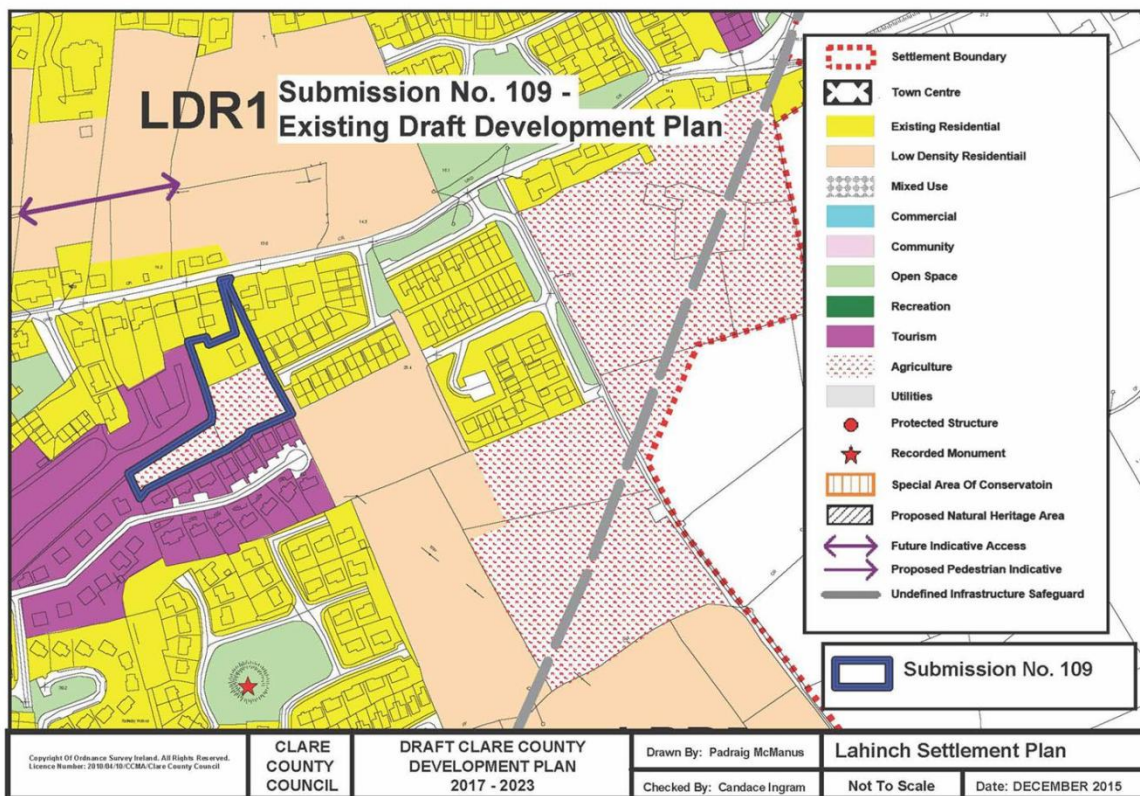 LDR1
Submission No. 109 -
Existing Draft Development Plan
Settlement Boundary
Town Centre
Existing Residential
Low Density Residentiail
Mixed Use
Commercial
Community
Open Space
Recreation
Tourism
Agriculture
Utilities
Protected Structure
Recorded Monument
Special Area Of Conservatoin
Proposed Natural Heritage Area
Future Indicative Access
Proposed Pedestrian Indicative
Undefined Infrastructure Safeguard
Submission No. 109
Copyright Of Ordnance Survey Ireland. All Rights Reserved.
Licence Number: 2010/04/10/CCMA/Clare County Council
CLARE
COUNTY
COUNCIL
DRAFT CLARE COUNTY
DEVELOPMENT PLAN
2017 - 2023
Drawn By: Padraig McManus
Checked By: Candace Ingram
Lahinch Settlement Plan
Not To Scale
Date: DECEMBER 2015